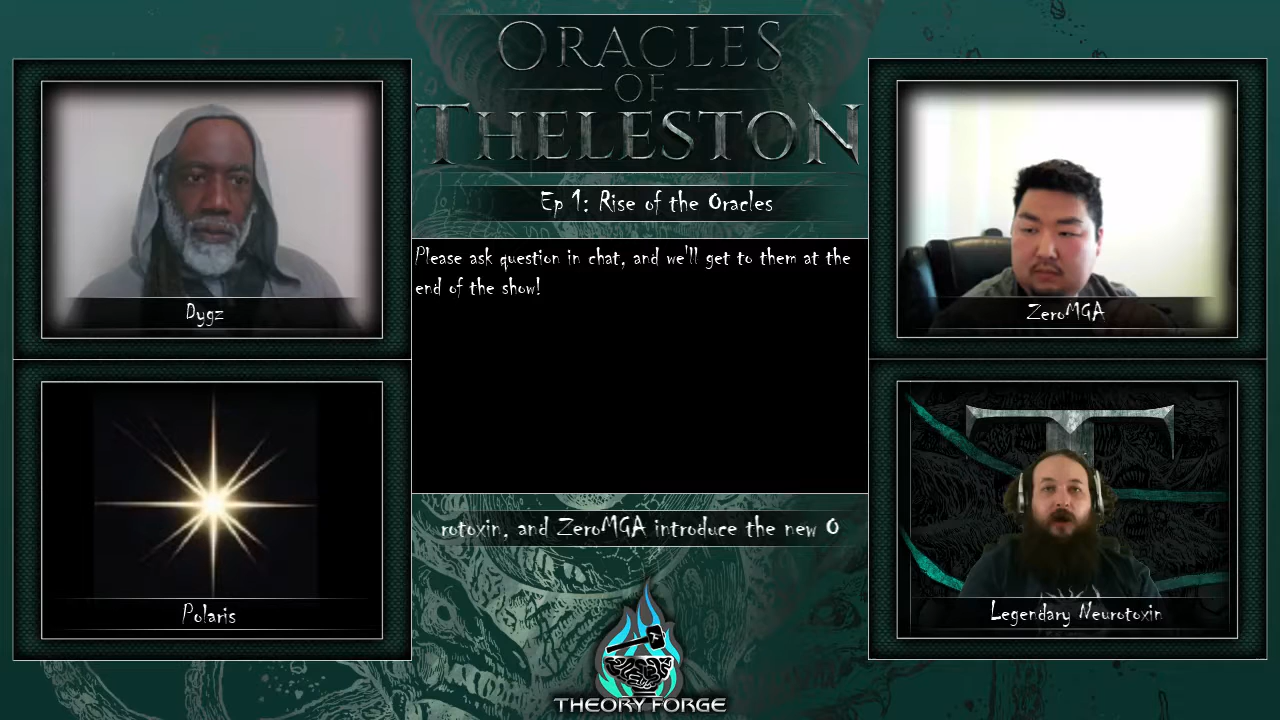 ORACLES
OF
THELESTON
Ep 1: Rise of the Oracles
Please ask question in chat, and we'll get to them at the
end of the show!
Dygz
ZeroMGA
Polaris
Legendary Neurotoxin
rotoxin, and ZeroMGA introduce the new O
THEORY FORGE